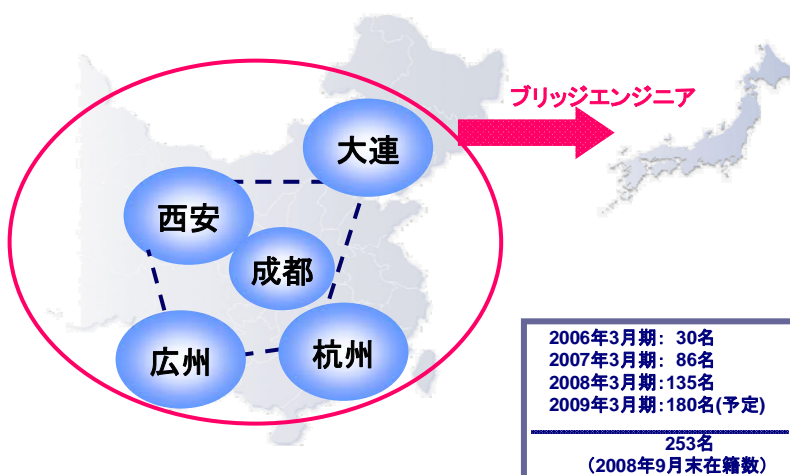 ブリッジエンジニア
大連
西安
成都
広州
杭州
2006年3月期： 30名
2007年3月期： 86名
2008年3月期：135名
2009年3月期：180名(予定)
253名
（2008年9月末在籍数）